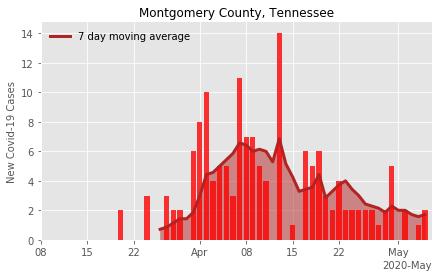 Montgomery County, Tennessee
7 day moving average
New Covid-19 Cases
14
12
10
8
6
4
2
0
08 15 22 Apr 08 15 22 May
2020-May